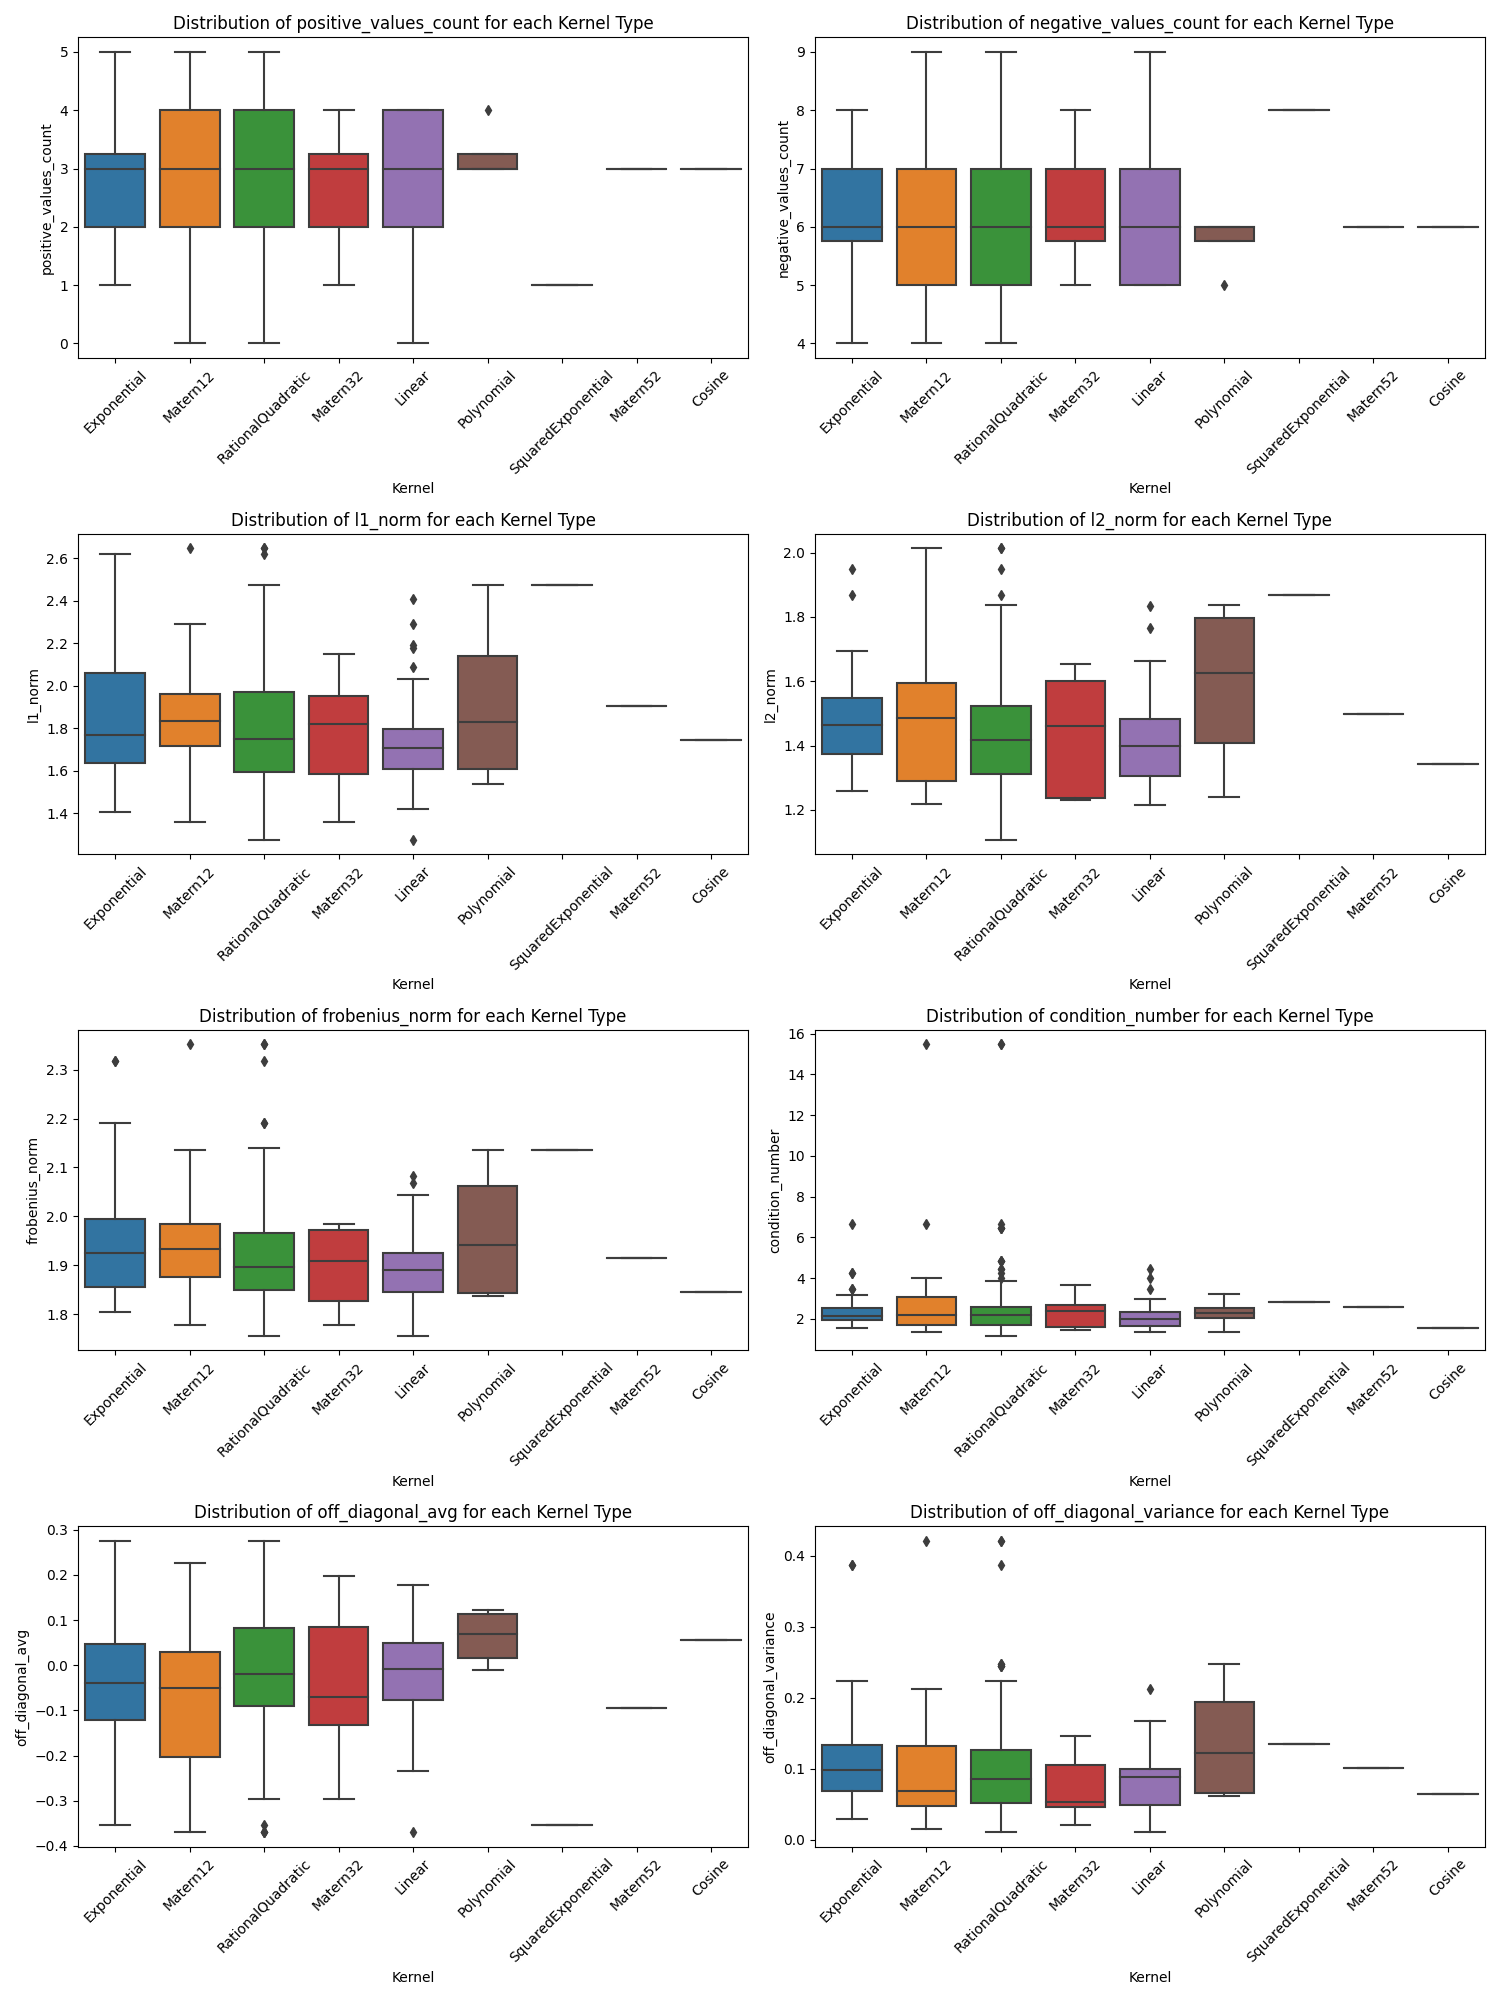 Distribution of positive_values_count for each Kernel Type
positive_values_count
5
4
3
2
1
0
Exponential
Matern12
RationalQuadratic
Matern32
Linear
Polynomial
SquaredExponential
Matern52
Cosine
Kernel
Distribution of negative_values_count for each Kernel Type
negative_values_count
9
8
7
6
5
4
Exponential
Matern12
RationalQuadratic
Matern32
Linear
Polynomial
SquaredExponential
Matern52
Cosine
Kernel
Distribution of l1_norm for each Kernel Type
l1_norm
2.6
2.4
2.2
2.0
1.8
1.6
1.4
Exponential
Matern12
RationalQuadratic
Matern32
Linear
Polynomial
SquaredExponential
Matern52
Cosine
Kernel
Distribution of l2_norm for each Kernel Type
l2_norm
2.0
1.8
1.6
1.4
1.2
Exponential
Matern12
RationalQuadratic
Matern32
Linear
Polynomial
SquaredExponential
Matern52
Cosine
Kernel
Distribution of frobenius_norm for each Kernel Type
frobenius_norm
2.3
2.2
2.1
2.0
1.9
1.8
Exponential
Matern12
RationalQuadratic
Matern32
Linear
Polynomial
SquaredExponential
Matern52
Cosine
Kernel
Distribution of condition_number for each Kernel Type
condition_number
16
14
12
10
8
6
4
2
Exponential
Matern12
RationalQuadratic
Matern32
Linear
Polynomial
SquaredExponential
Matern52
Cosine
Kernel
Distribution of off_diagonal_avg for each Kernel Type
off_diagonal_avg
0.3
0.2
0.1
0.0
−0.1
−0.2
−0.3
−0.4
Exponential
Matern12
RationalQuadratic
Matern32
Linear
Polynomial
SquaredExponential
Matern52
Cosine
Kernel
Distribution of off_diagonal_variance for each Kernel Type
off_diagonal_variance
0.4
0.3
0.2
0.1
0.0
Exponential
Matern12
RationalQuadratic
Matern32
Linear
Polynomial
SquaredExponential
Matern52
Cosine
Kernel